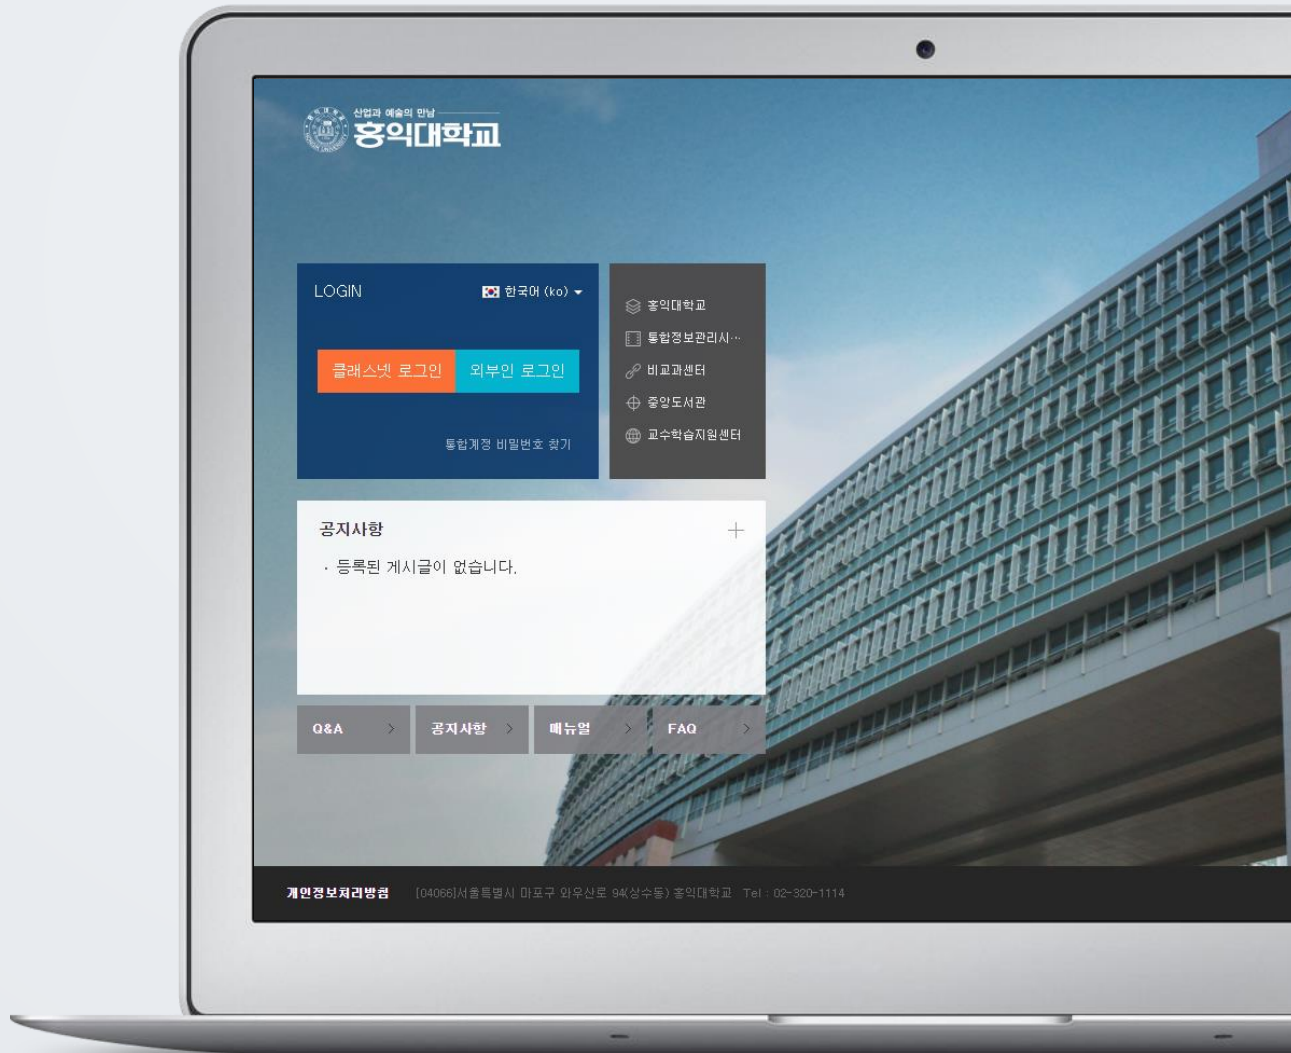 산업과 예술의 만남
홍익대학교
LOGIN
한국어 (ko)
클래스넷 로그인
외부인 로그인
통합계정 비밀번호 찾기
홍익대학교
통합정보관리시…
비교과센터
중앙도서관
교수학습지원센터
공지사항
· 등록된 게시글이 없습니다.
Q&A
공지사항
매뉴얼
FAQ
개인정보처리방침
[04066]서울특별시 마포구 와우산로 94(상수동) 홍익대학교 Tel : 02-320-1114